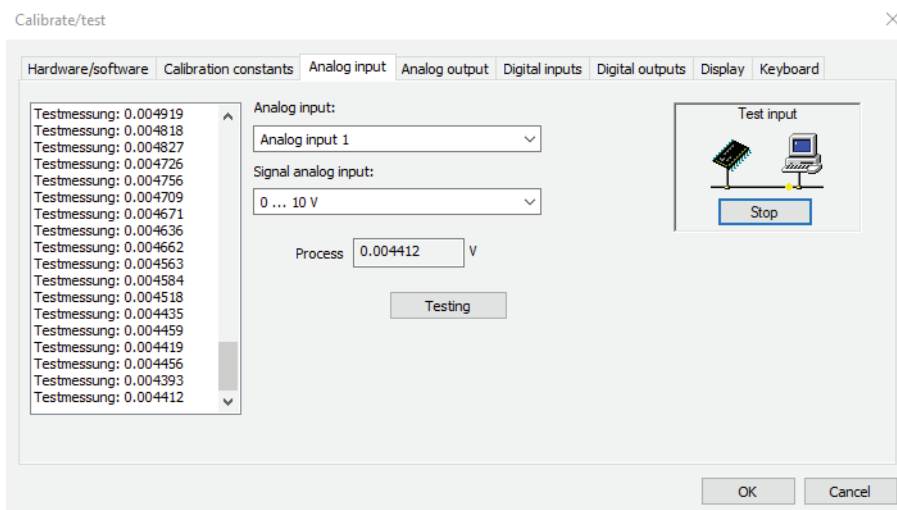 Calibrate/test
Hardware/software Calibration constants Analog input Analog output Digital inputs Digital outputs Display Keyboard
Testmessung: 0.004919
Testmessung: 0.004818
Testmessung: 0.004827
Testmessung: 0.004726
Testmessung: 0.004756
Testmessung: 0.004709
Testmessung: 0.004671
Testmessung: 0.004636
Testmessung: 0.004662
Testmessung: 0.004563
Testmessung: 0.004584
Testmessung: 0.004518
Testmessung: 0.004435
Testmessung: 0.004459
Testmessung: 0.004419
Testmessung: 0.004456
Testmessung: 0.004393
Testmessung: 0.004412
Analog input:
Analog input 1
Signal analog input:
0 ... 10 V
Process 0.004412 V
Testing
Test input
Stop
OK Cancel